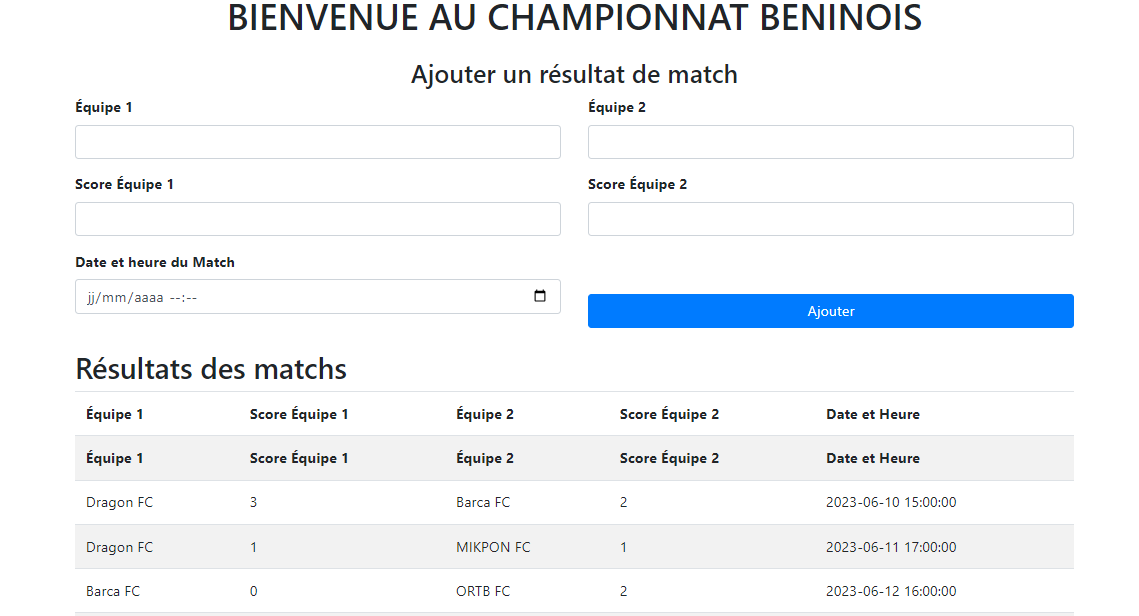 BIENVENUE AU CHAMPIONNAT BENINOIS
Ajouter un résultat de match
Équipe 1 Équipe 2
Score Équipe 1 Score Équipe 2
Date et heure du Match
jj/mm/aaaa --:--
Ajouter
Résultats des matchs
Équipe 1 Score Équipe 1 Équipe 2 Score Équipe 2 Date et Heure
Équipe 1 Score Équipe 1 Équipe 2 Score Équipe 2 Date et Heure
Dragon FC 3 Barca FC 2 2023-06-10 15:00:00
Dragon FC 1 MIKPON FC 1 2023-06-11 17:00:00
Barca FC 0 ORTB FC 2 2023-06-12 16:00:00